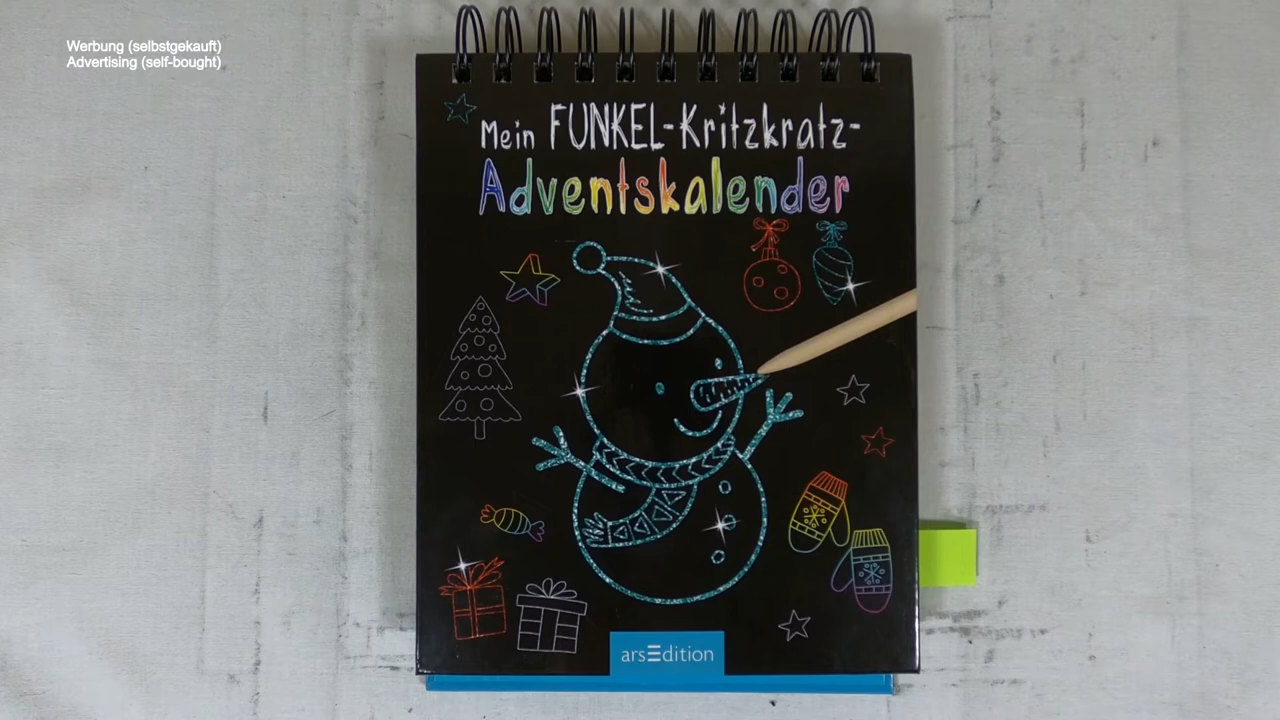 Werbung (selbstgekauft)
Advertising (self-bought)
Mein FUNKEL-Kritzkratz-
Adventskalender
arsEdition